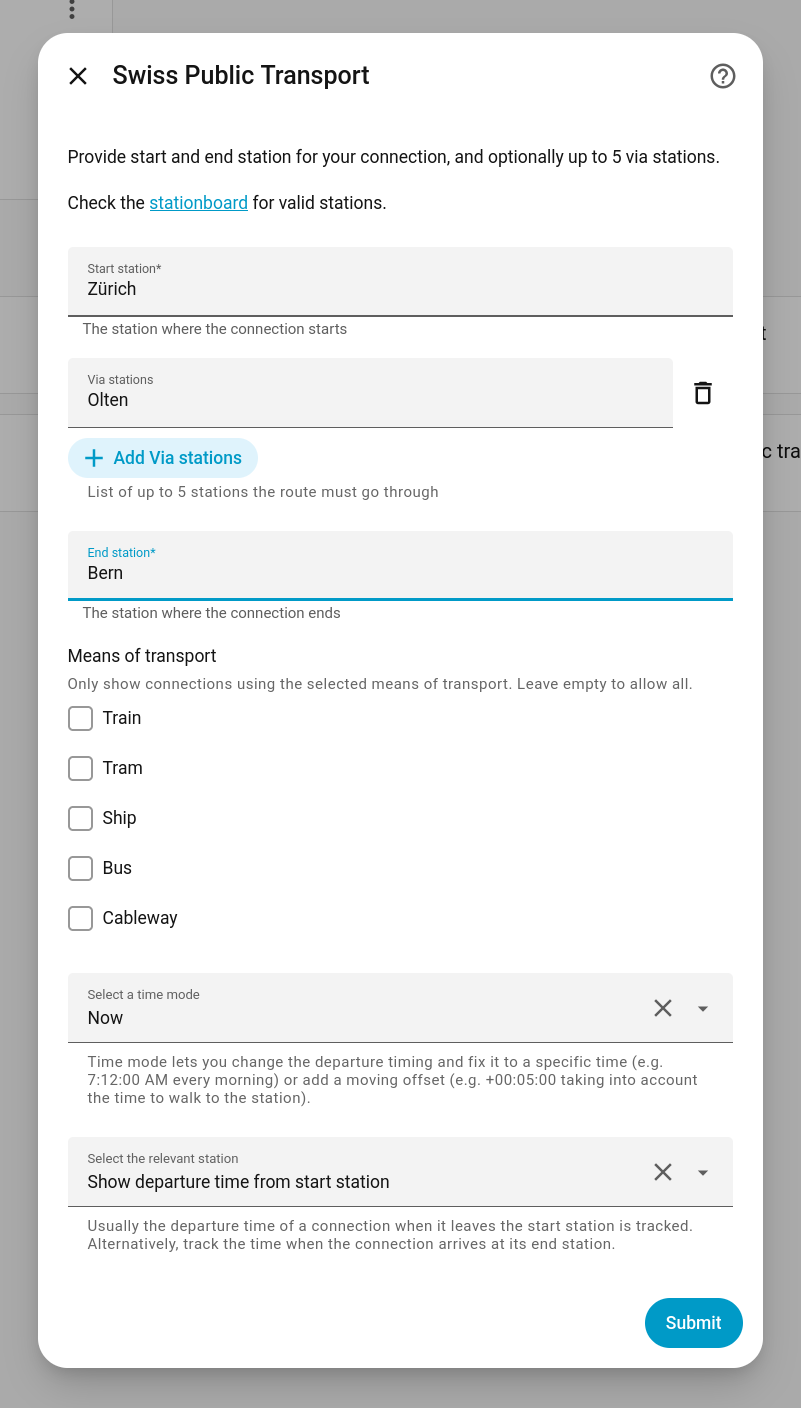 Swiss Public Transport
Provide start and end station for your connection, and optionally up to 5 via stations.
Check the stationboard for valid stations.
Start station*
Zürich
The station where the connection starts
t
Via stations
Olten
Add Via stations
c tra
List of up to 5 stations the route must go through
End station*
Bern
The station where the connection ends
Means of transport
Only show connections using the selected means of transport. Leave empty to allow all.
Train
Tram
Ship
Bus
Cableway
Select a time mode
Now
Time mode lets you change the departure timing and fix it to a specific time (e.g.
7:12:00 AM every morning) or add a moving offset (e.g. +00:05:00 taking into account
the time to walk to the station).
Select the relevant station
Show departure time from start station
Usually the departure time of a connection when it leaves the start station is tracked.
Alternatively, track the time when the connection arrives at its end station.
Submit